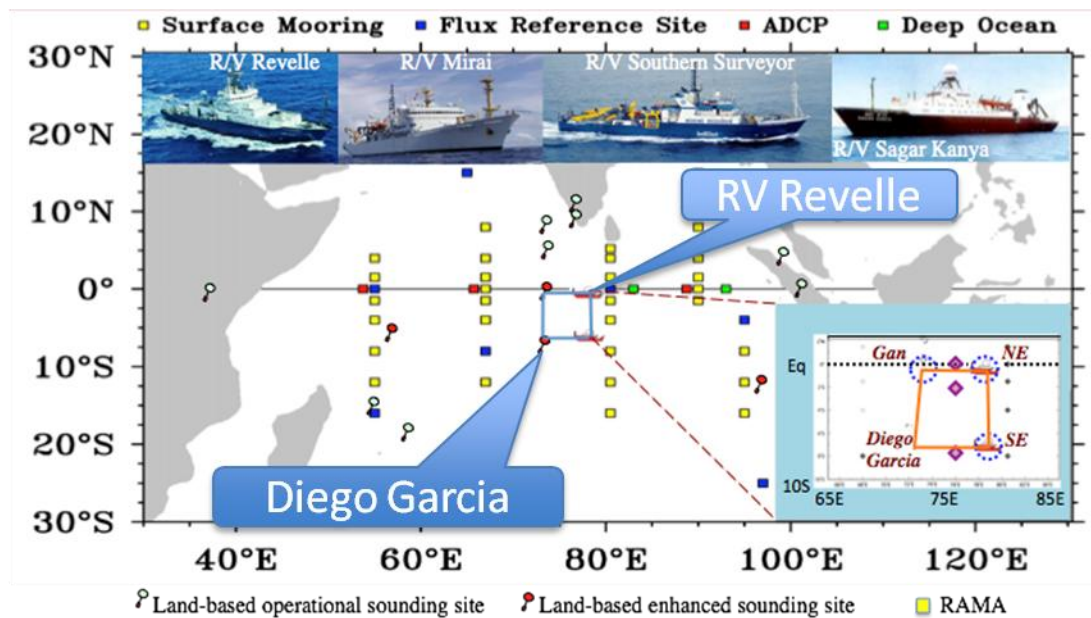 Surface Mooring Flux Reference Site ADCP Deep Ocean
30°N
R/V Revelle R/V Mirai R/V Southern Surveyor
20°N
R/V Sagar Kanya
RV Revelle
10°N
0°
10°S
Diego Garcia
20°S
30°S
Gan NE
Eq
Diego SE
Garcia
10S
65E 75E 85E
40°E 60°E 80°E 100°E 120°E
Land-based operational sounding site Land-based enhanced sounding site RAMA